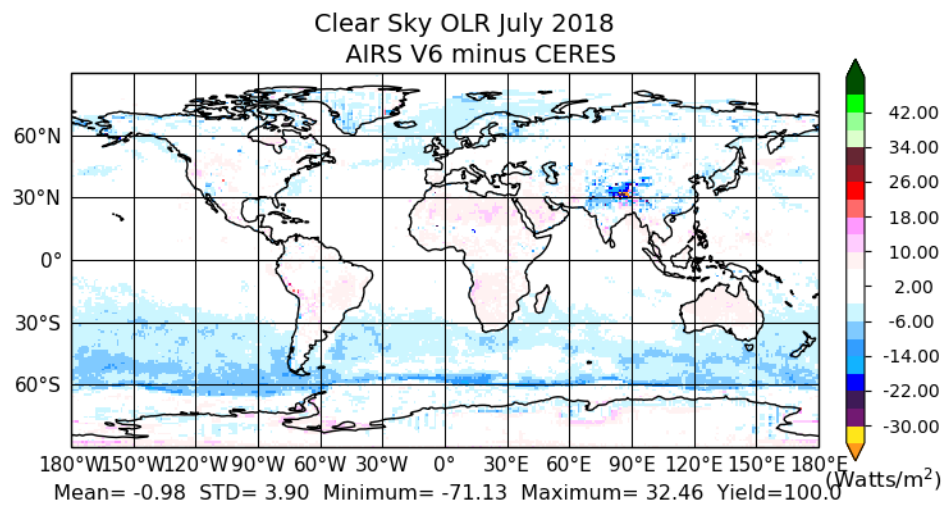 Clear Sky OLR July 2018
AIRS V6 minus CERES
60°N
30°N
0°
30°S
60°S
180°W 150°W 120°W 90°W 60°W 30°W 0° 30°E 60°E 90°E 120°E 150°E 180°E
42.00
34.00
26.00
18.00
10.00
2.00
-6.00
-14.00
-22.00
-30.00
(Watts/m²)
Mean= -0.98 STD= 3.90 Minimum= -71.13 Maximum= 32.46 Yield=100.0